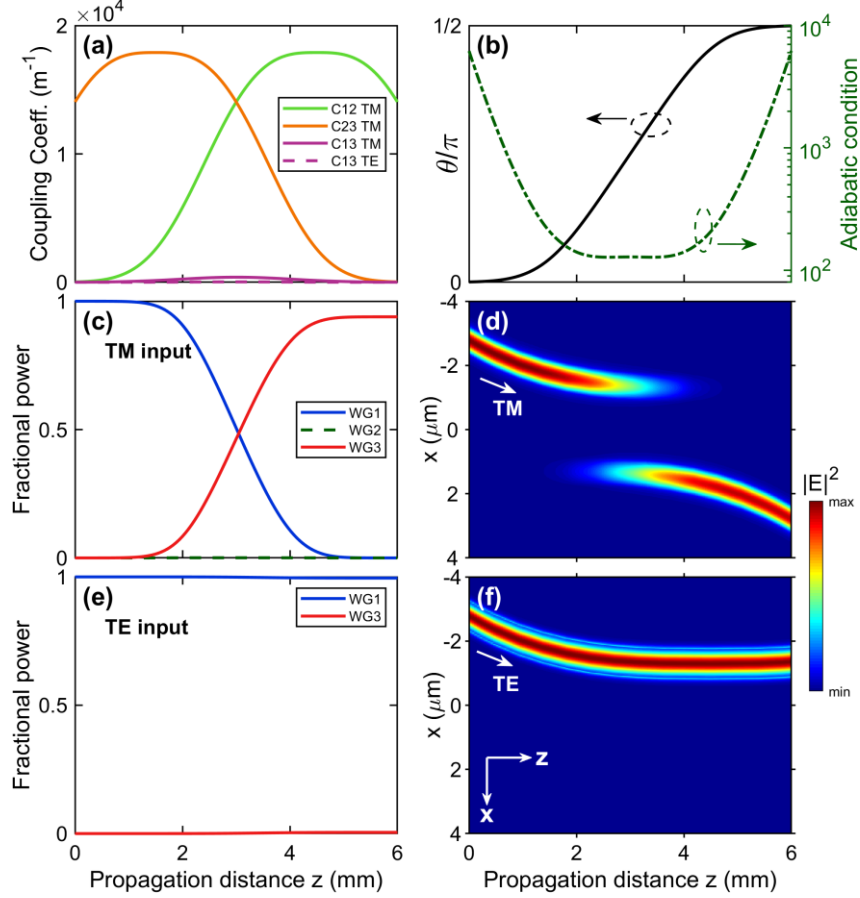 2 ×10⁴
(a)
Coupling Coeff. (m⁻¹)
1
0
C12 TM
C23 TM
C13 TM
C13 TE
1/2
(b)
θ/π
0
10⁴
10³
10²
Adiabatic condition
1
(c)
TM input
Fractional power
0.5
0
WG1
WG2
WG3
-4
(d)
-2
TM
x (μm)
0
2
4
|E|²
max
min
1
(e)
TE input
Fractional power
0.5
0
WG1
WG3
0 2 4 6
Propagation distance z (mm)
-4
(f)
-2
TE
x (μm)
0
z
2
x
4
0 2 4 6
Propagation distance z (mm)